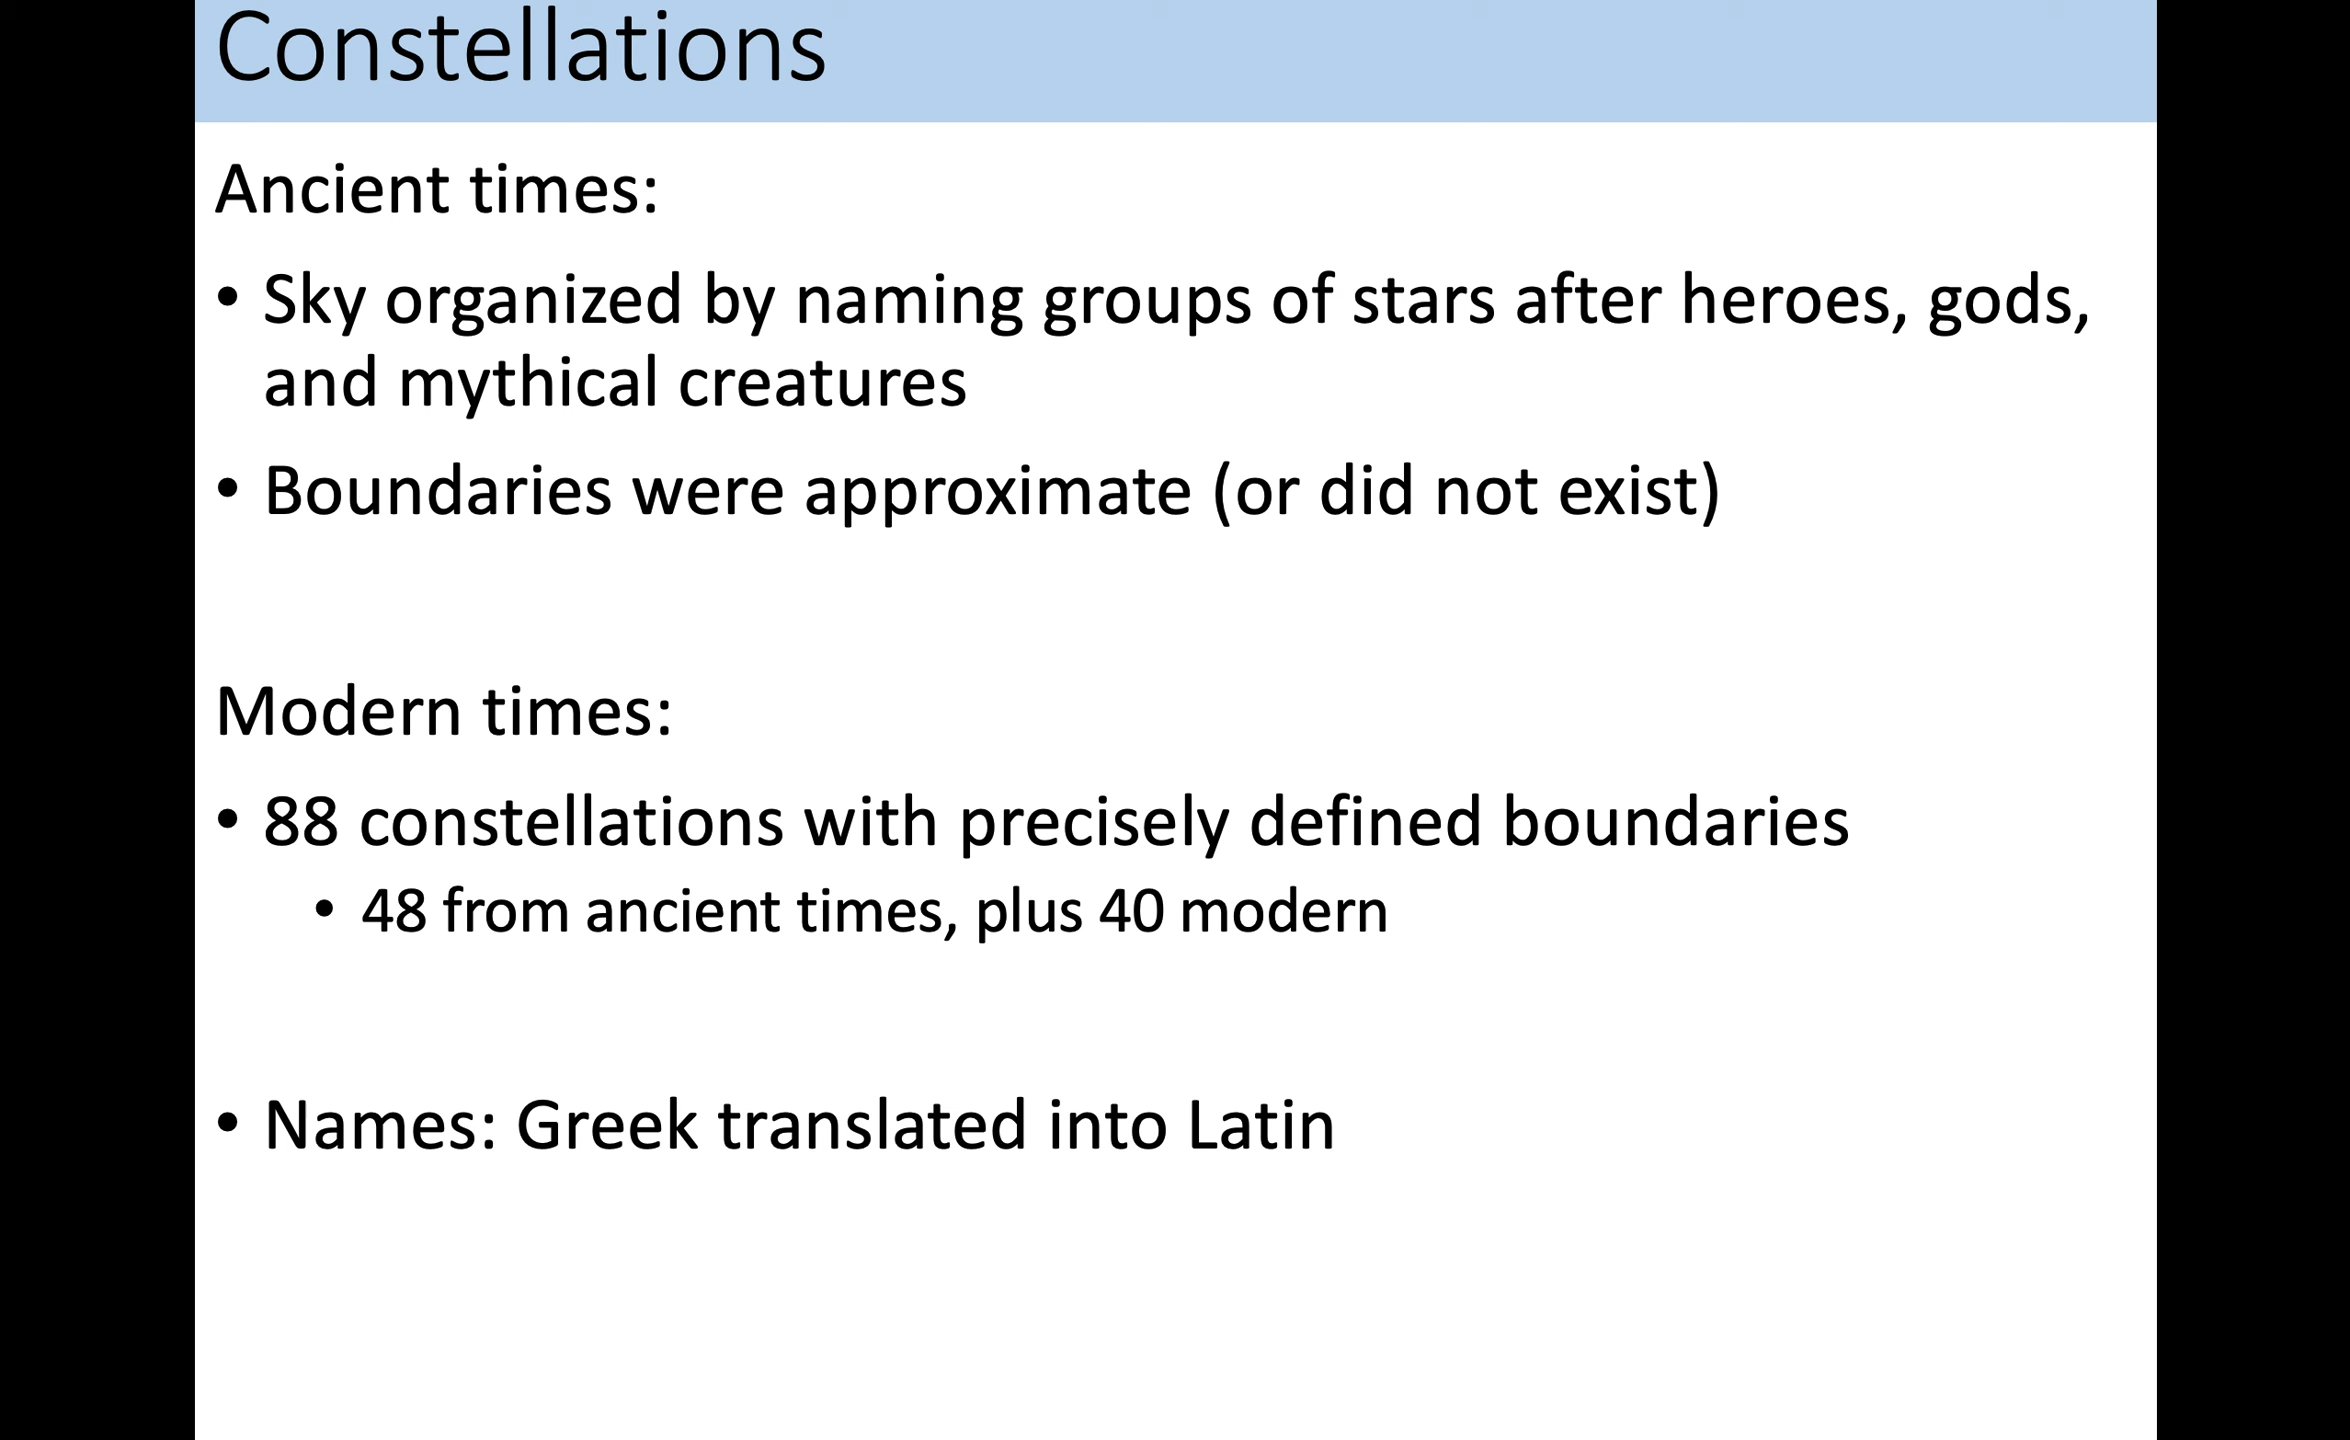 Constellations
Ancient times:
• Sky organized by naming groups of stars after heroes, gods,
and mythical creatures
• Boundaries were approximate (or did not exist)
Modern times:
• 88 constellations with precisely defined boundaries
• 48 from ancient times, plus 40 modern
• Names: Greek translated into Latin